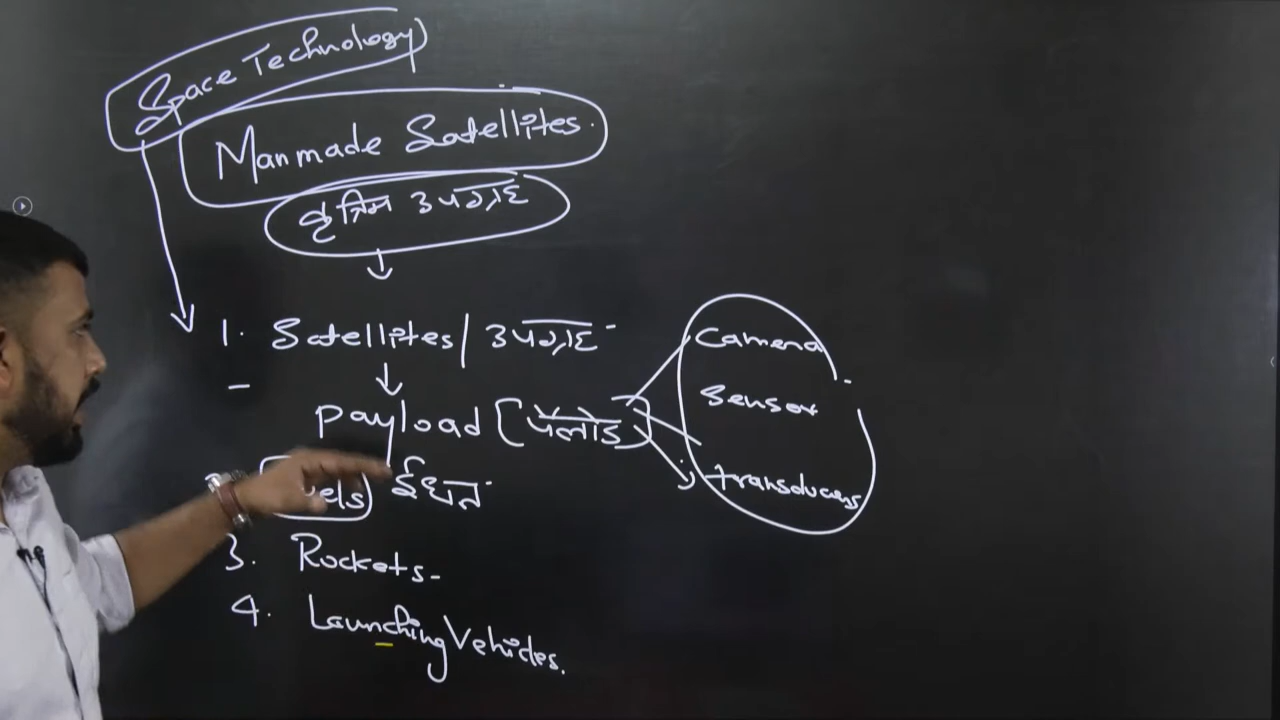 Space Technology
Manmade Satellites.
कृत्रिम उपग्रह
1. Satellites / उपग्रह
Payload [पेलोड]
Camera
Sensor
transducers
ईंधन
3. Rockets
4. Launching Vehicles.